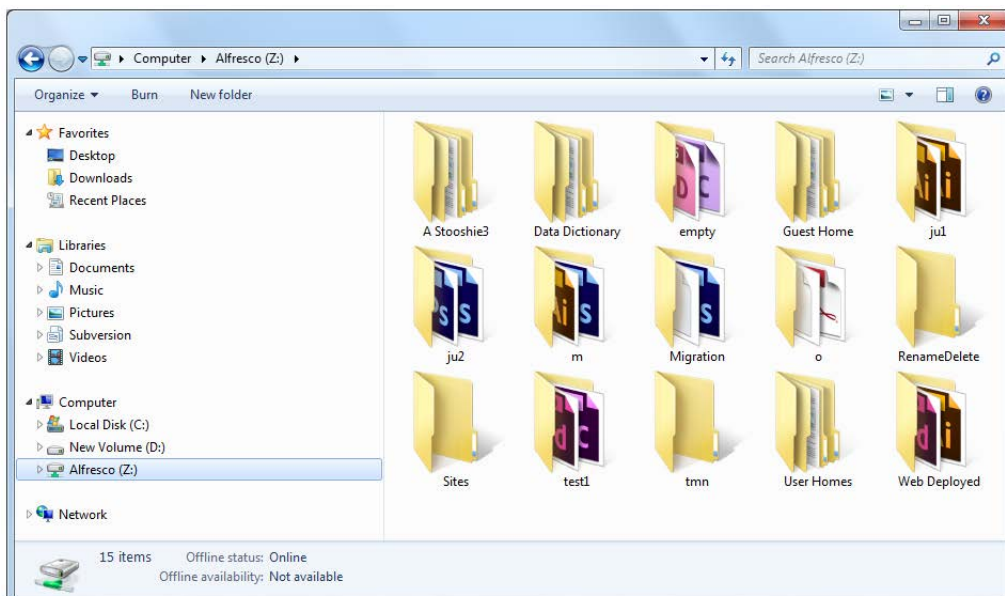 Computer Alfresco (Z:)
Search Alfresco (Z:)
Organize Burn New folder
Favorites
Desktop
Downloads
Recent Places
Libraries
Documents
Music
Pictures
Subversion
Videos
Computer
Local Disk (C:)
New Volume (D:)
Alfresco (Z:)
Network
A Stooshie3 Data Dictionary empty Guest Home ju1
ju2 m Migration o RenameDelete
Sites test1 tmn User Homes Web Deployed
15 items Offline status: Online
Offline availability: Not available